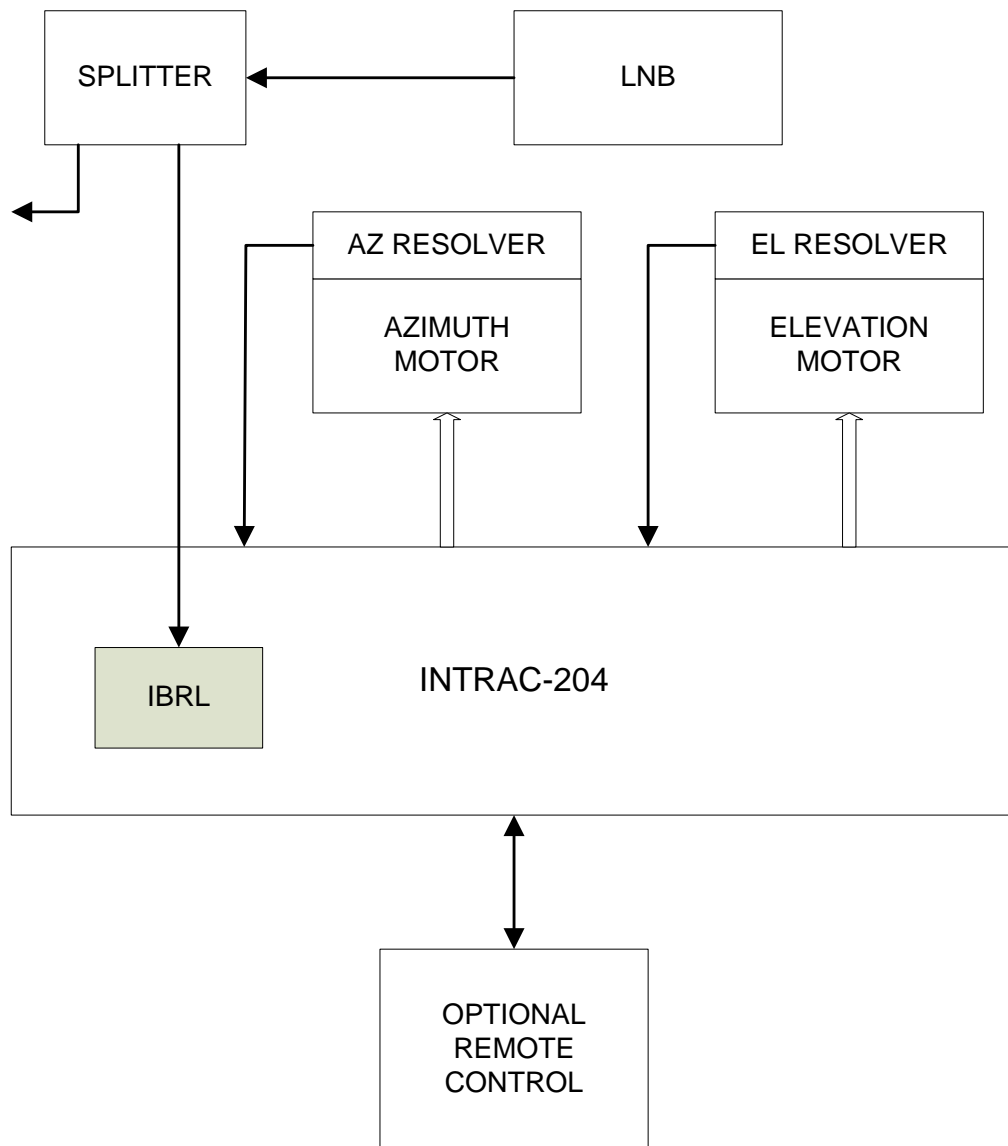 SPLITTER
LNB
AZ RESOLVER
EL RESOLVER
AZIMUTH
MOTOR
ELEVATION
MOTOR
IBRL
INTRAC-204
OPTIONAL
REMOTE
CONTROL